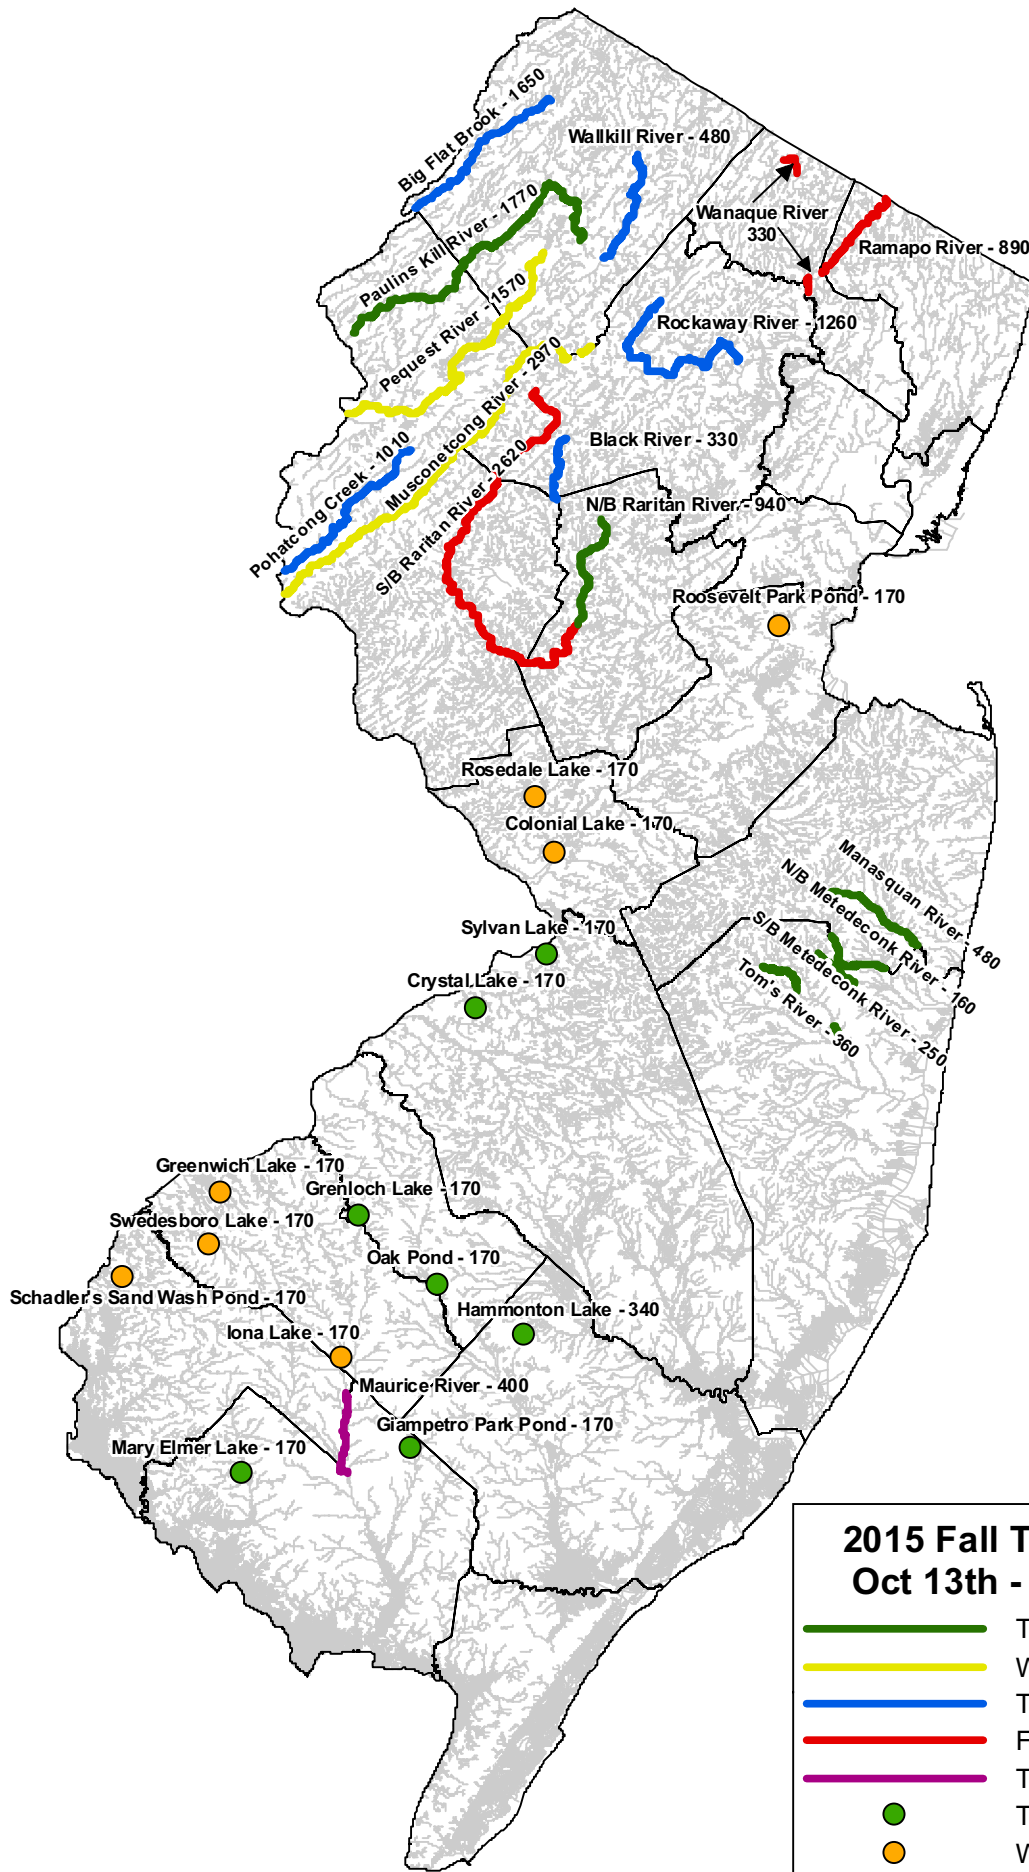 Big Flat Brook - 1650
Wallkill River - 480
Wanaque River
330
Ramapo River - 890
Paulins Kill River - 1770
Pequest River - 1570
Rockaway River - 1260
Musconetcong River - 2970
Pohatcong Creek - 1010
Black River - 330
S/B Raritan River - 2620
N/B Raritan River - 940
Roosevelt Park Pond - 170
Rosedale Lake - 170
Colonial Lake - 170
Manasquan River - 480
N/B Metedeconk River - 160
S/B Metedeconk River - 250
Tom's River - 360
Sylvan Lake - 170
Crystal Lake - 170
Greenwich Lake - 170
Grenloch Lake - 170
Swedesboro Lake - 170
Oak Pond - 170
Schadler's Sand Wash Pond - 170
Hammonton Lake - 340
Iona Lake - 170
Maurice River - 400
Giampetro Park Pond - 170
Mary Elmer Lake - 170
2015 Fall T
Oct 13th -
T
W
T
F
T
T
W